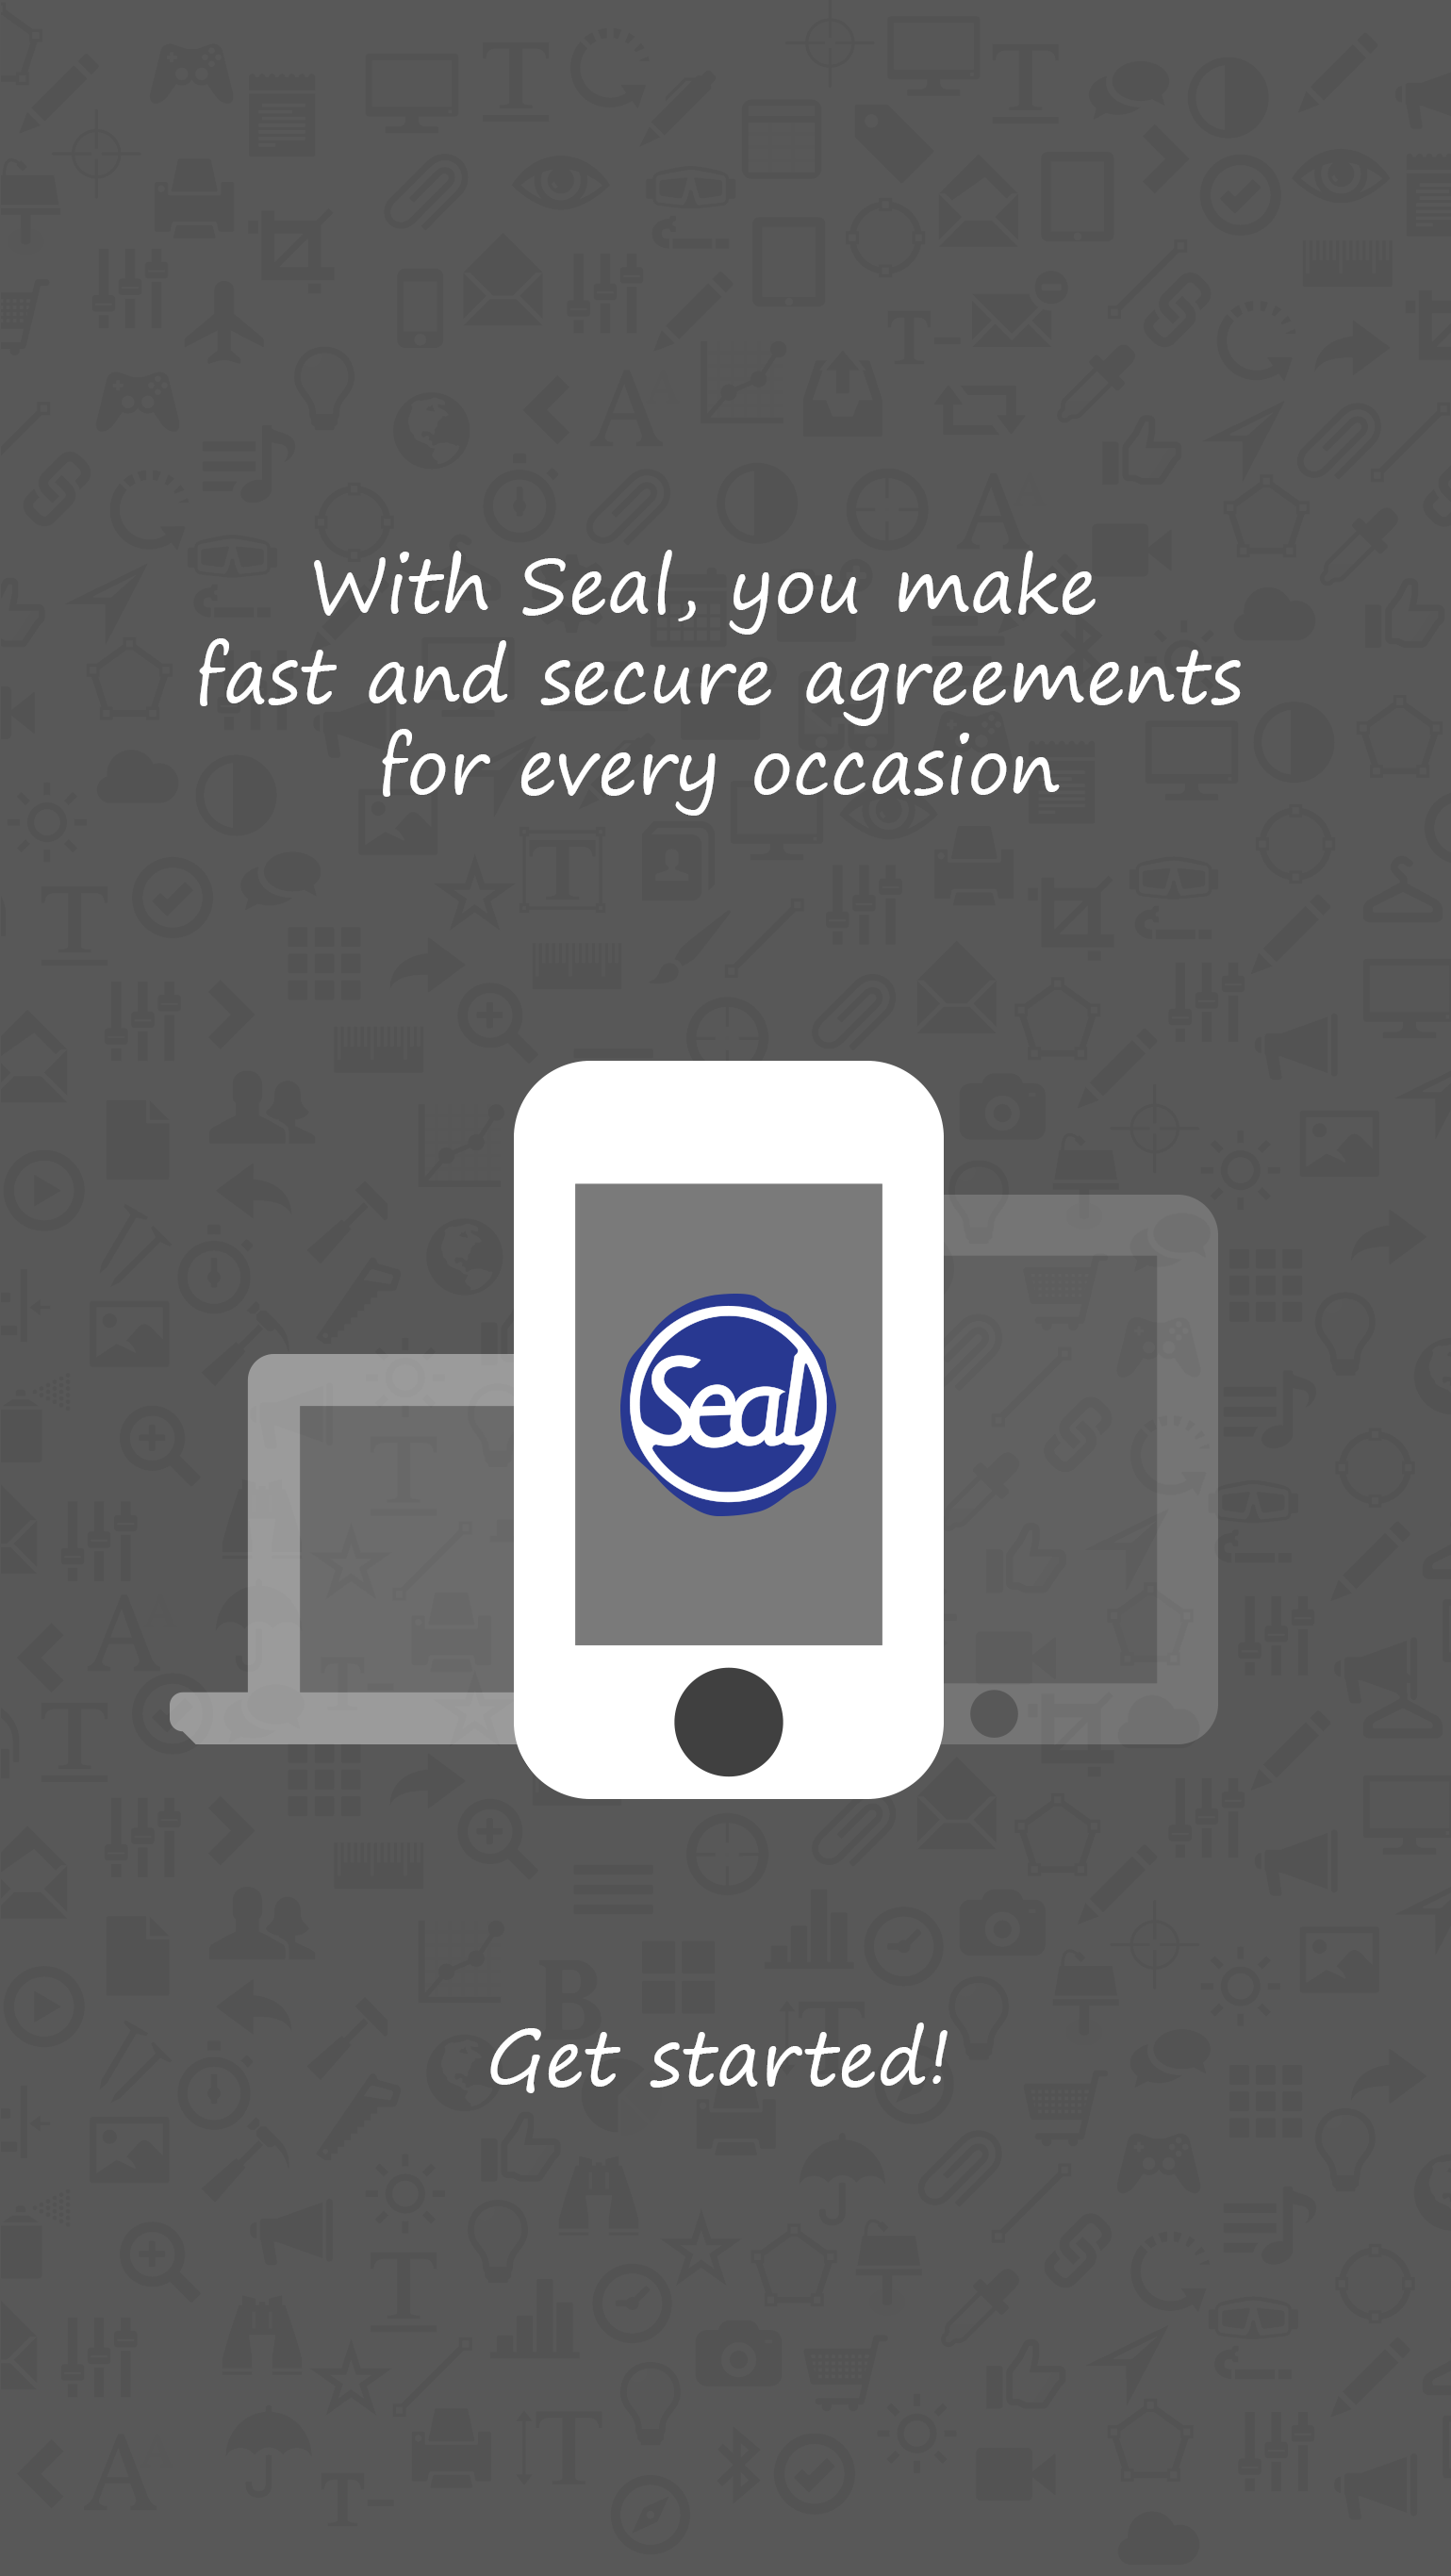 With Seal, you make
fast and secure agreements
for every occasion
Seal
Get started!